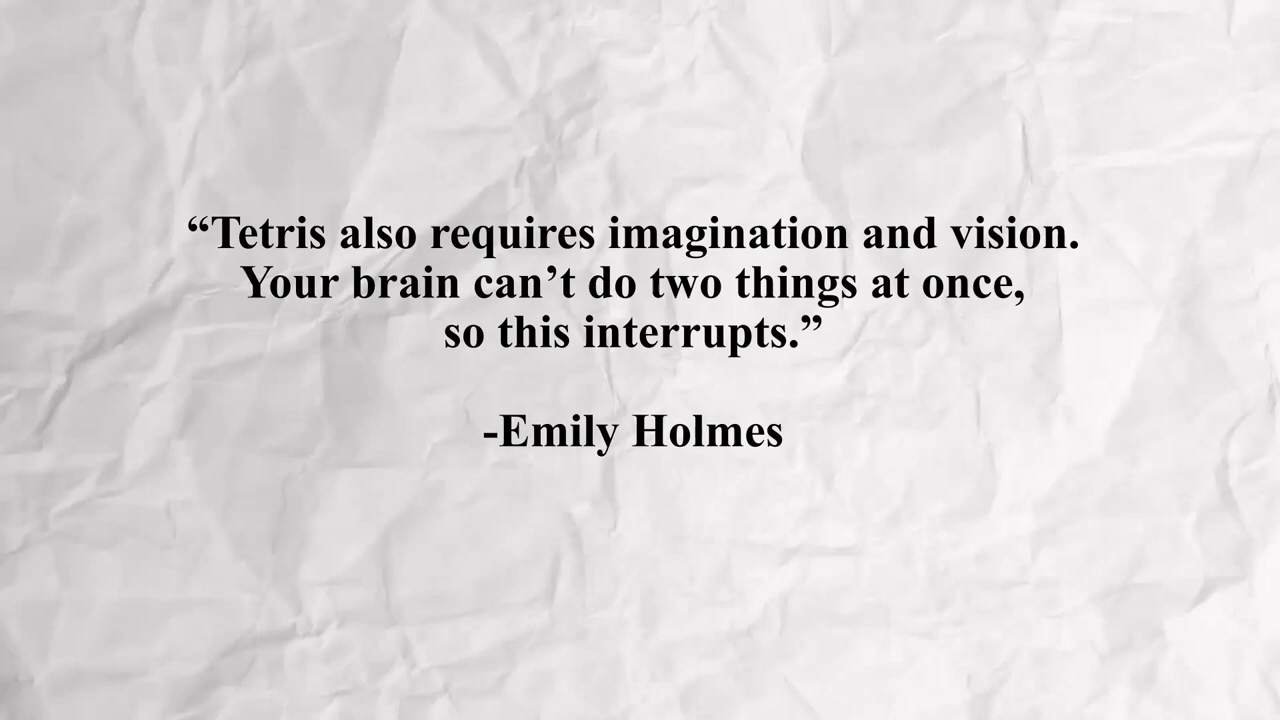 “Tetris also requires imagination and vision.
Your brain can’t do two things at once,
so this interrupts.”
-Emily Holmes